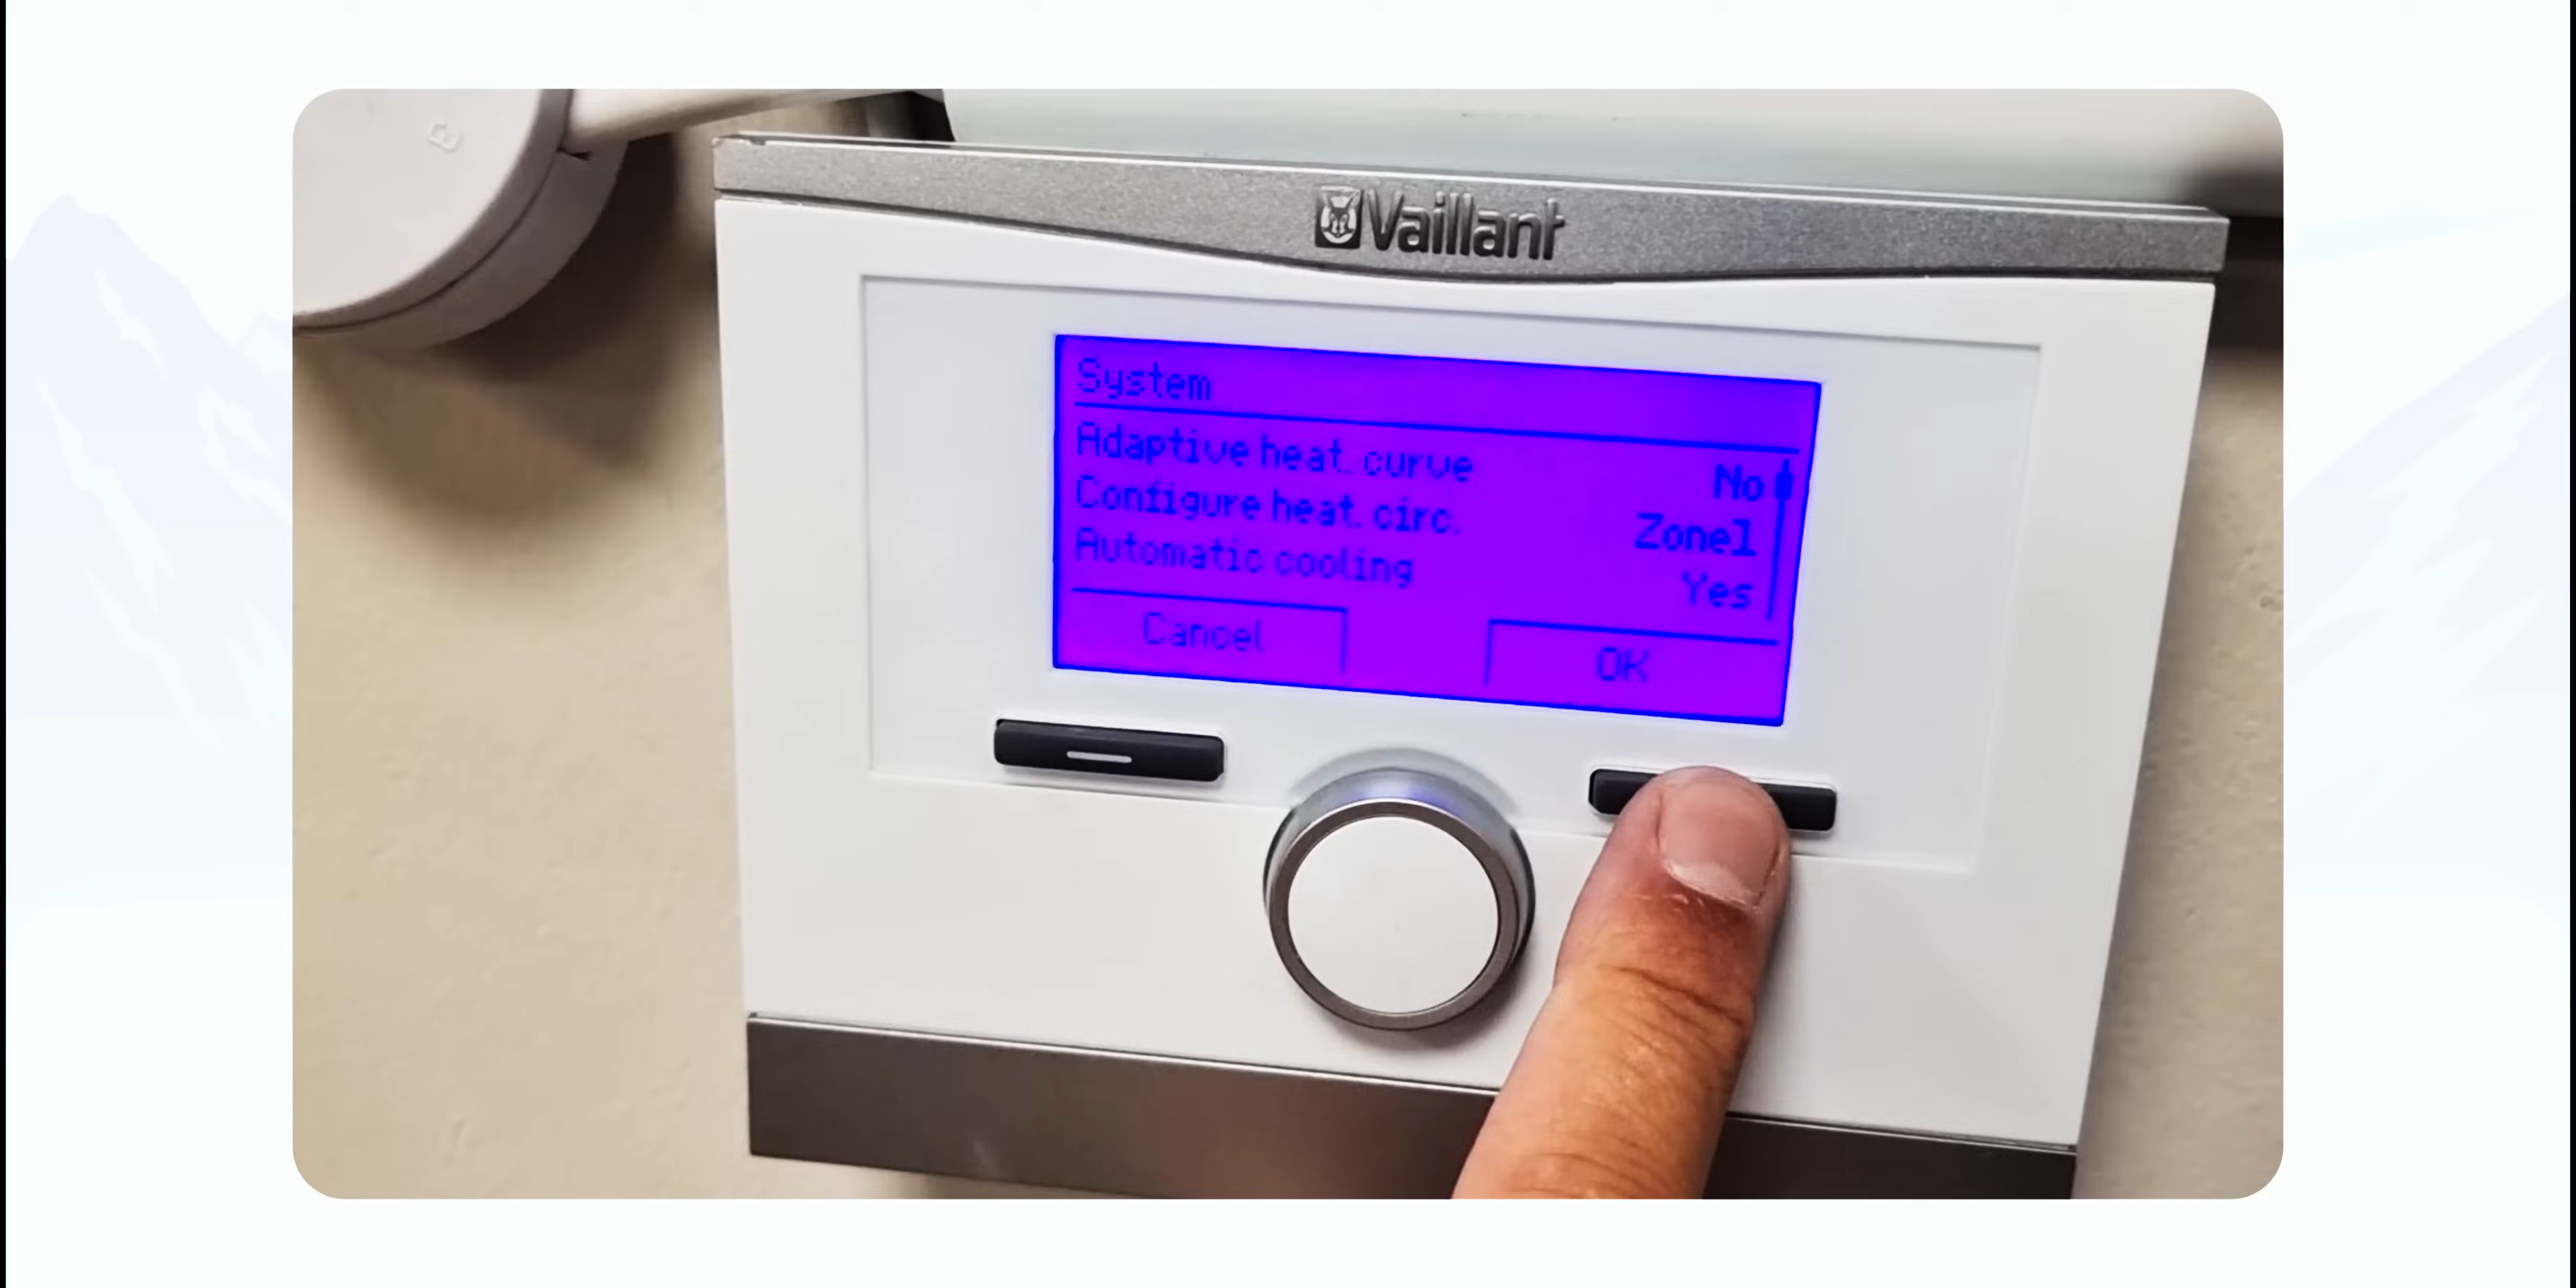 Vaillant
System
Adaptive heat. curve No
Configure heat. circ. Zone1
Automatic cooling Yes
Cancel OK